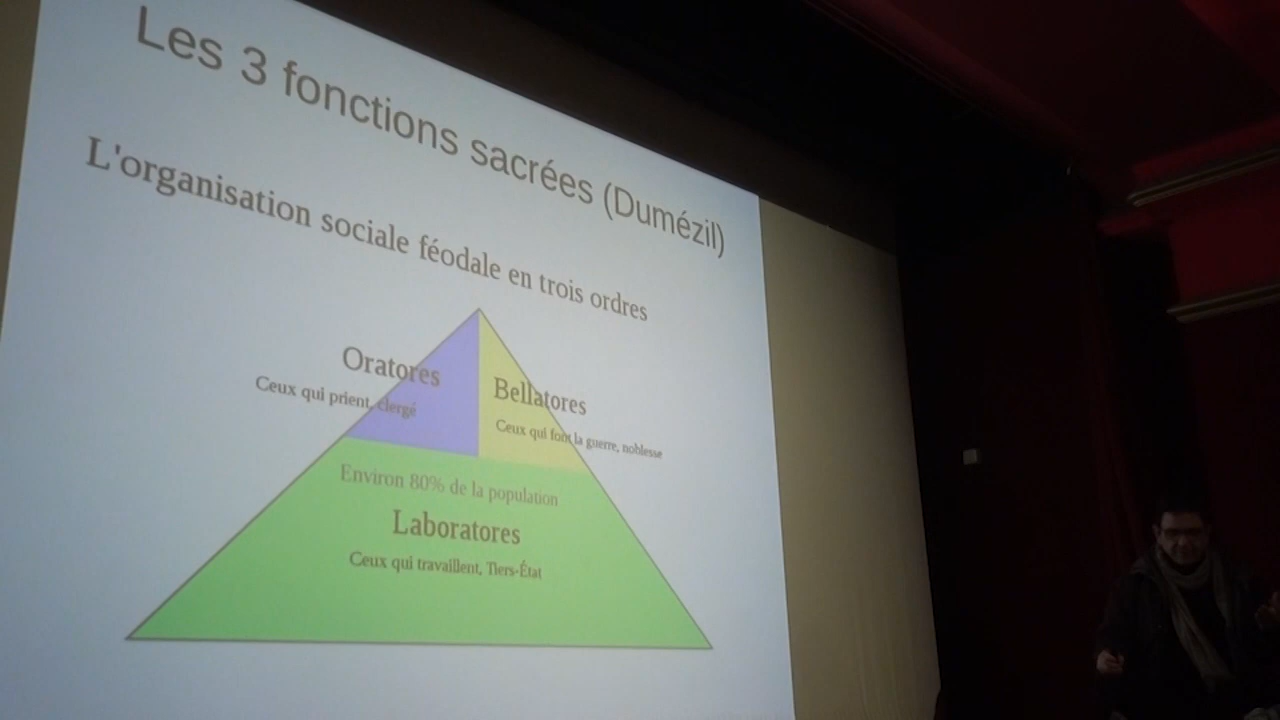 Les 3 fonctions sacrées (Dumézil)
L'organisation sociale féodale en trois ordres
Oratores
Ceux qui prient, clergé
Bellatores
Ceux qui font la guerre, noblesse
Environ 80% de la population
Laboratores
Ceux qui travaillent, Tiers-État